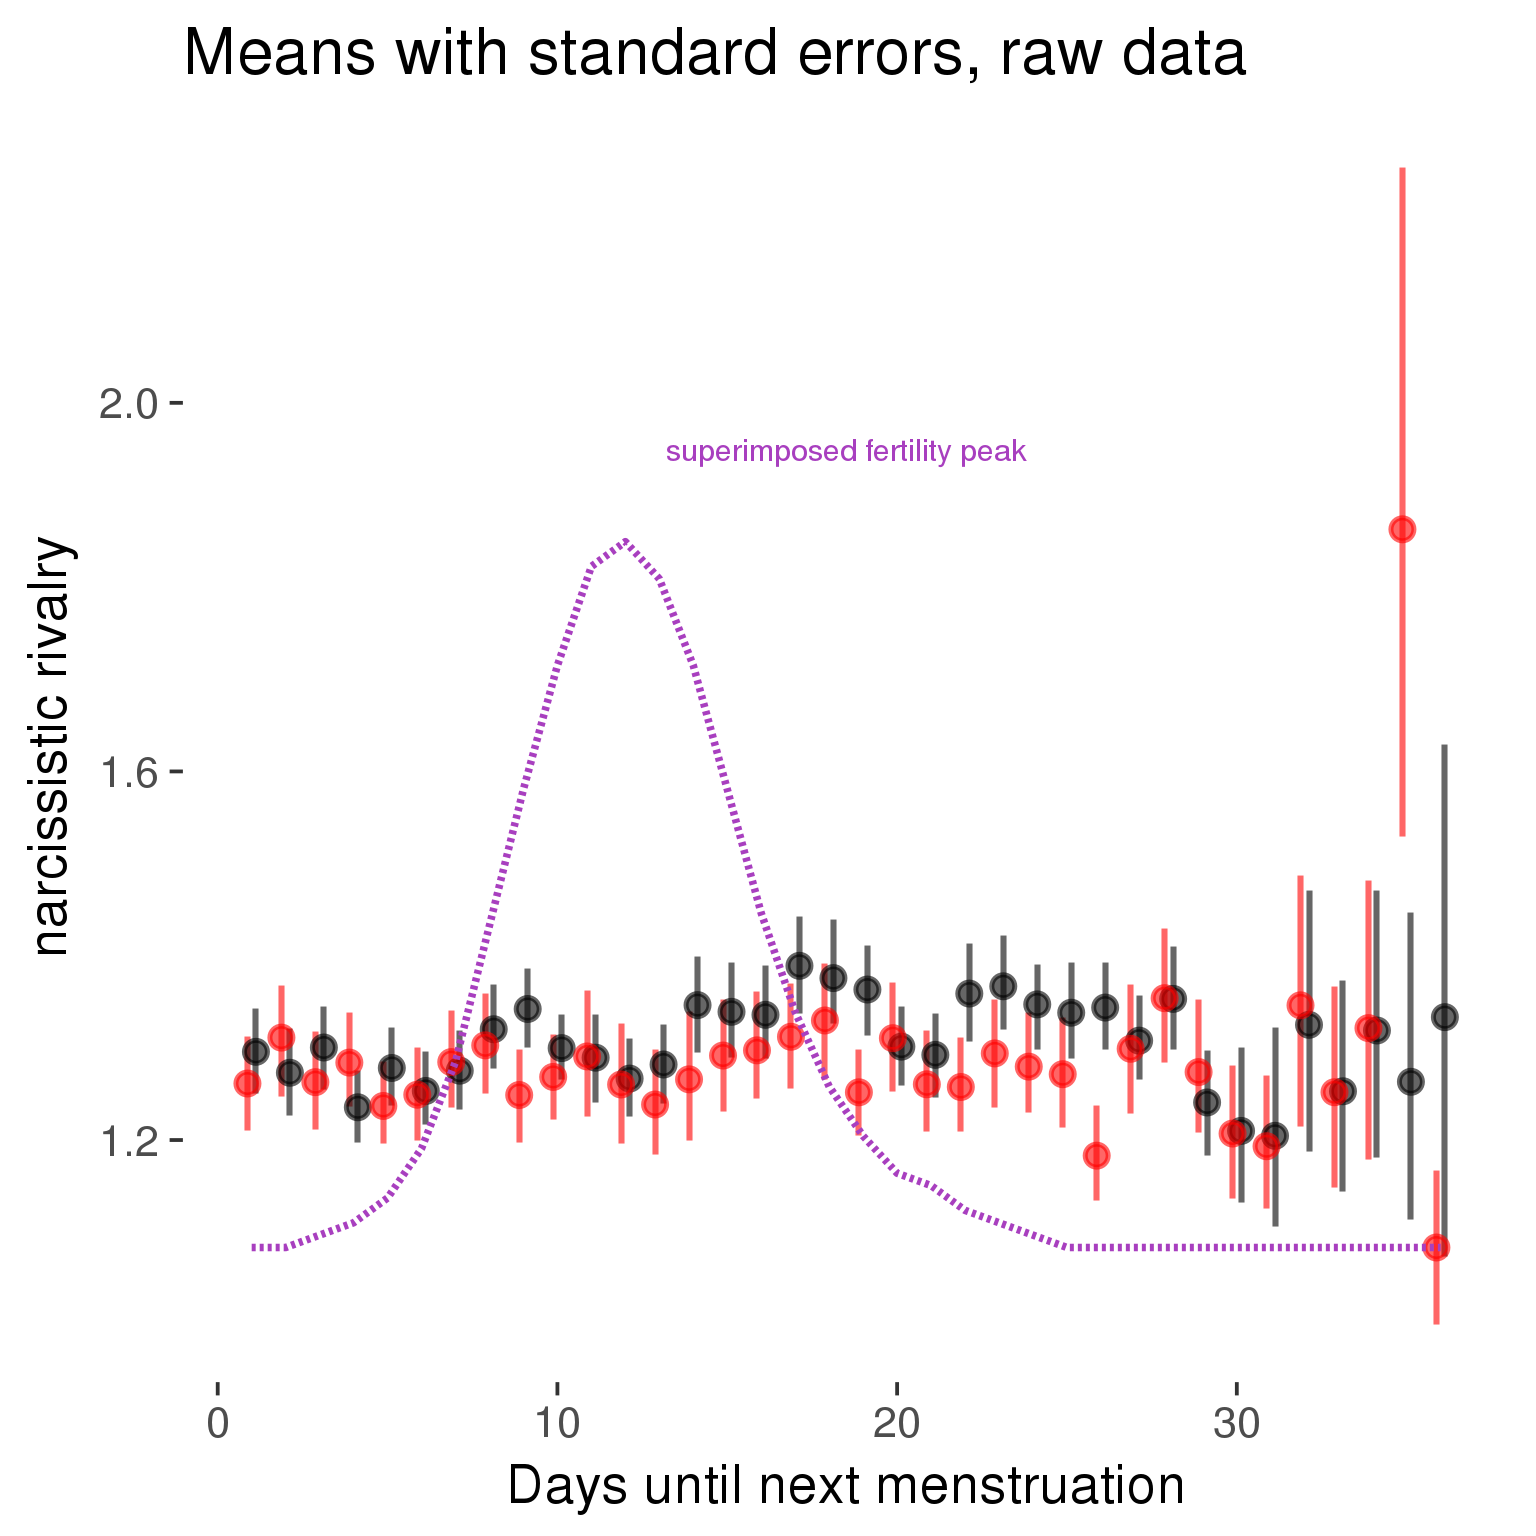 Means with standard errors, raw data
2.0
superimposed fertility peak
narcissistic rivalry
1.6
1.2
0 10 20 30
Days until next menstruation